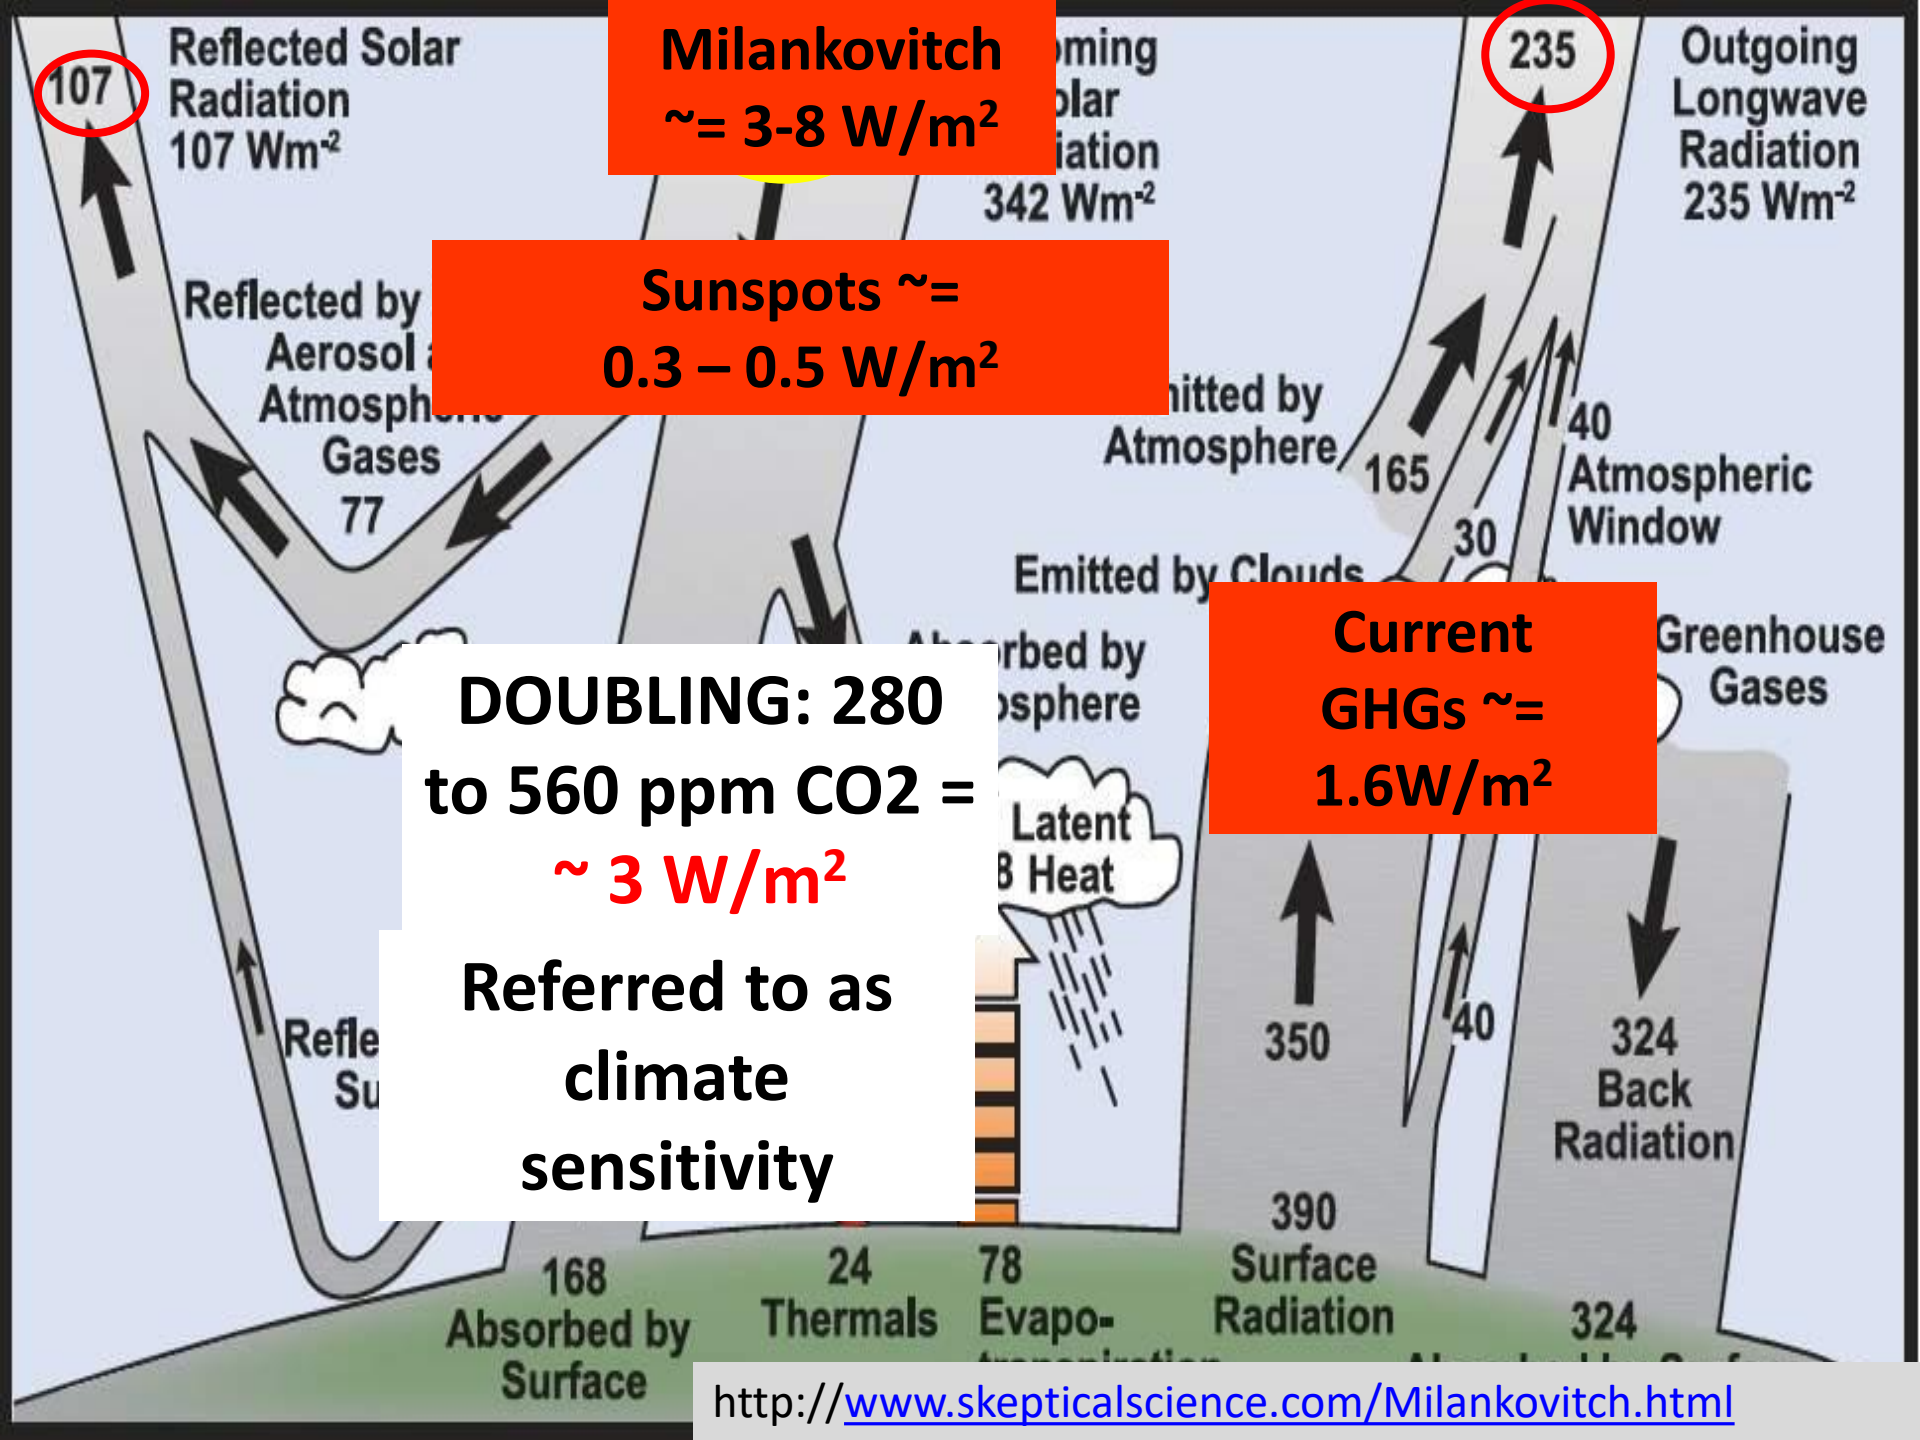 107
Reflected Solar
Radiation
107 Wm-2
Milankovitch
~= 3-8 W/m2
342 Wm-2
235
Outgoing
Longwave
Radiation
235 Wm-2
Reflected by
Aerosol
Gases
77
Sunspots ~=
0.3 – 0.5 W/m2
by
Atmosphere
165
40
Atmospheric
Window
30
Emitted by Clouds
by
DOUBLING: 280
to 560 ppm CO2 =
~ 3 W/m2
Referred to as
climate
sensitivity
Latent
Heat
Current
GHGs ~=
1.6W/m2
Greenhouse
Gases
350
40
324
Back
Radiation
168
Absorbed by
Surface
24
Thermals
78
Evapo-
390
Surface
Radiation
324
http://www.skepticalscience.com/Milankovitch.html